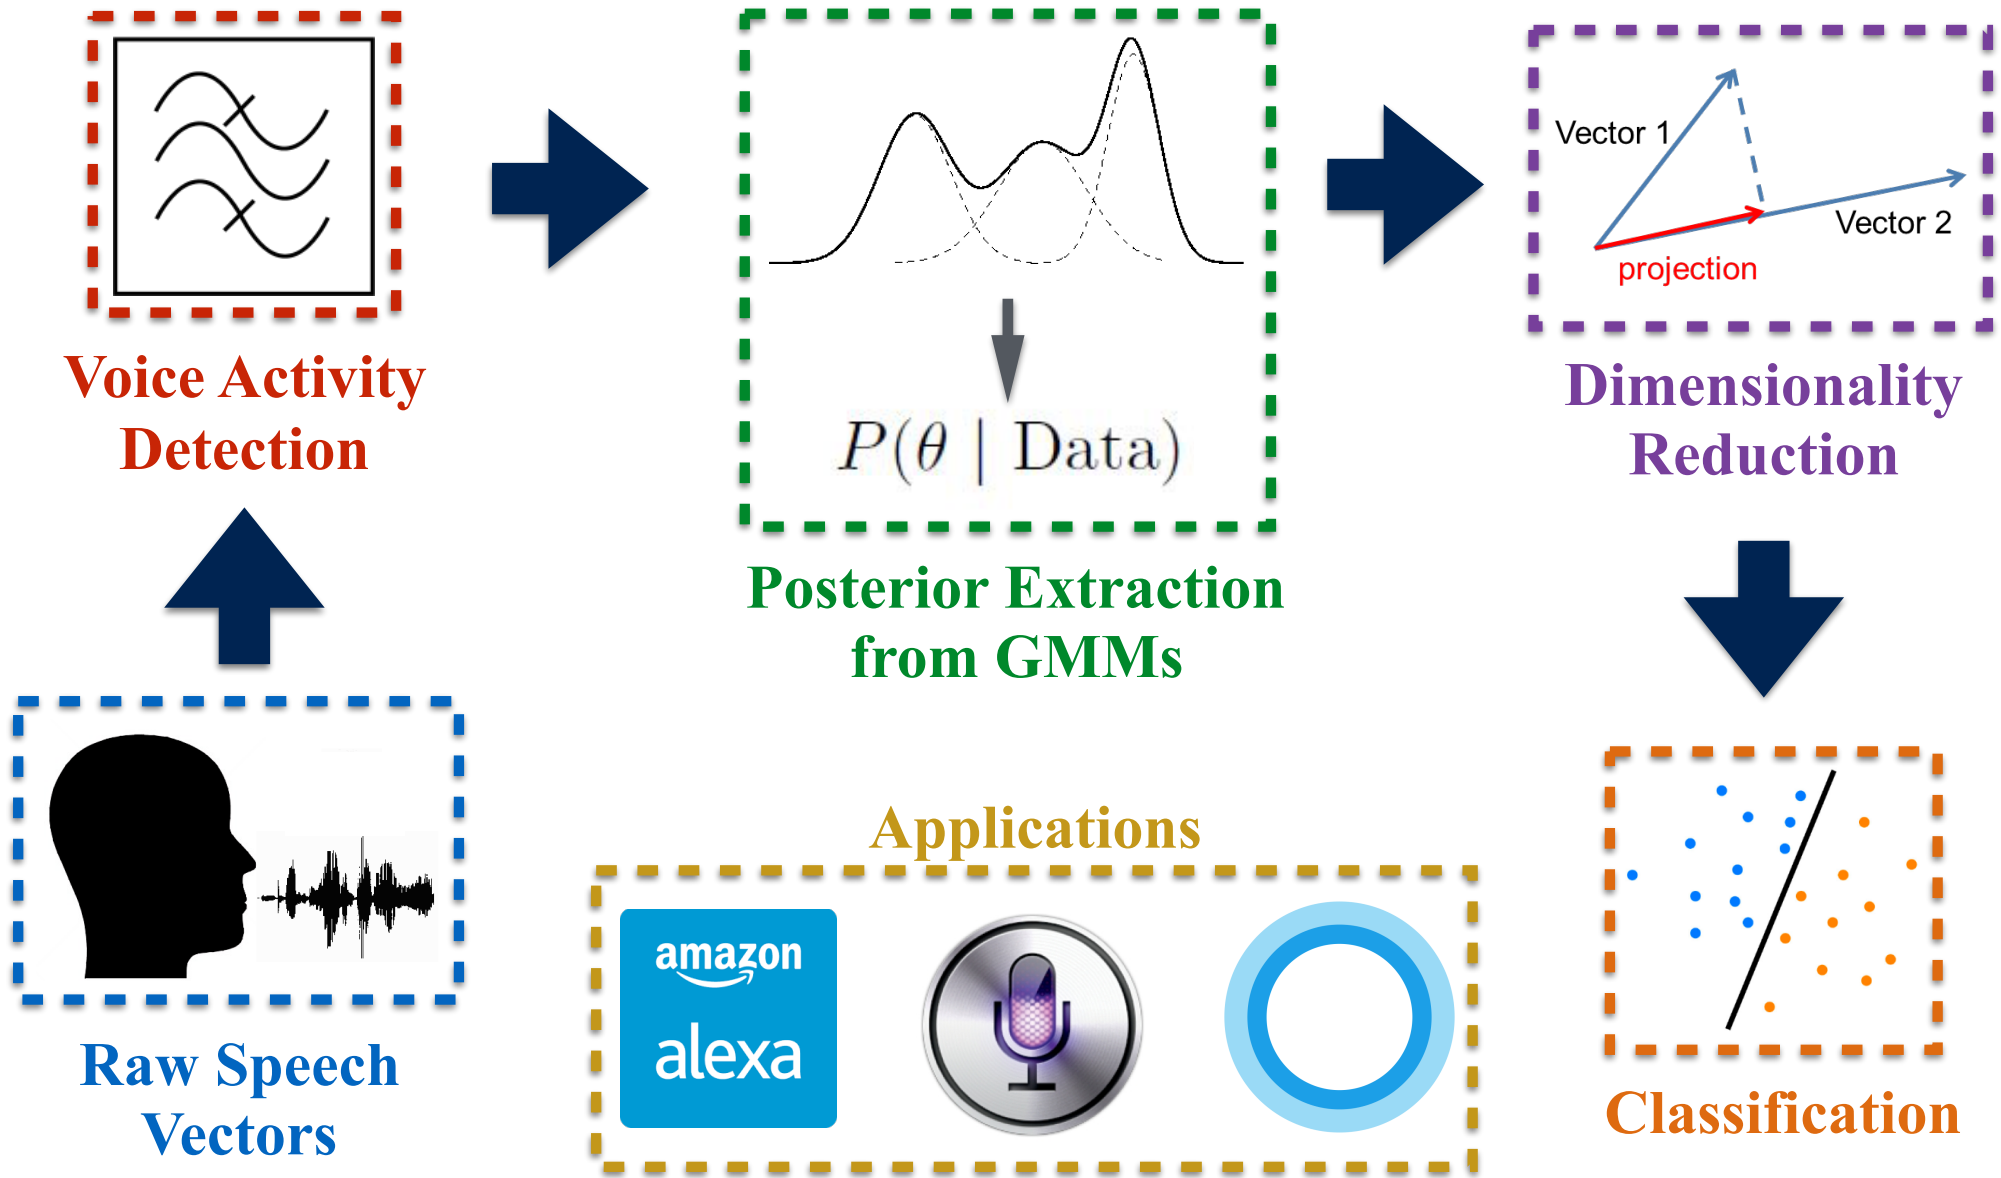 Voice Activity
Detection
P(θ | Data)
Posterior Extraction
from GMMs
Vector 1
Vector 2
projection
Dimensionality
Reduction
Raw Speech
Vectors
Applications
amazon
alexa
Classification